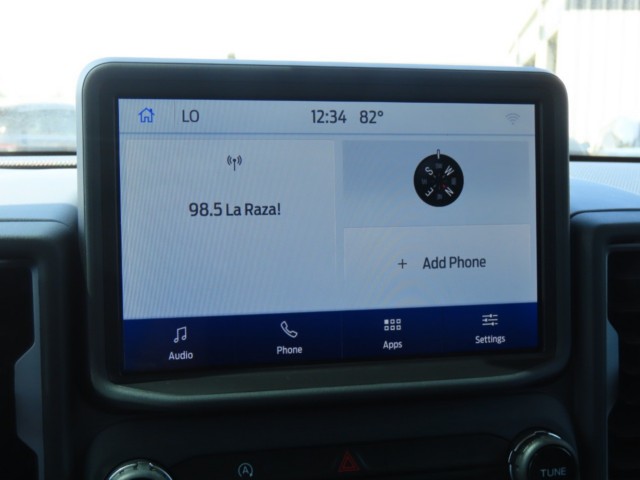 LO 12:34 82°
98.5 La Raza!
S W
E N
+ Add Phone
Audio Phone Apps Settings
A
TUNE